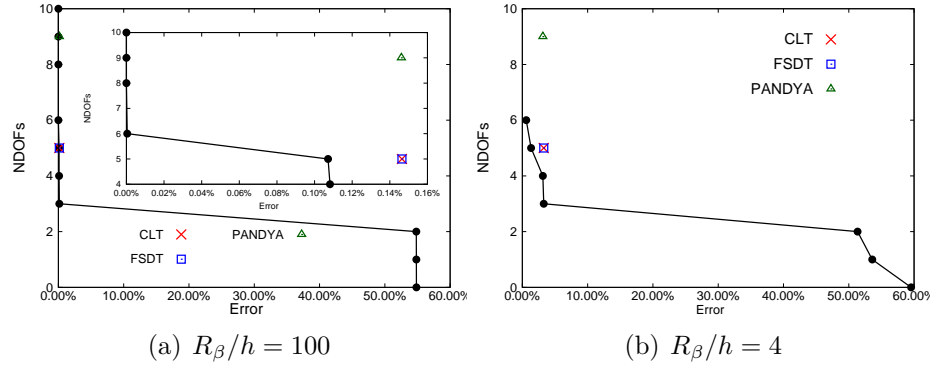 10
8
6
4
2
0
NDOFs
0.00% 10.00% 20.00% 30.00% 40.00% 50.00% 60.00%
Error
10
9
8
7
6
5
4
NDOFs
0.00% 0.02% 0.04% 0.06% 0.08% 0.10% 0.12% 0.14% 0.16%
Error
CLT PANDYA
FSDT
(a) Rβ/h = 100
10
8
6
4
2
0
NDOFs
0.00% 10.00% 20.00% 30.00% 40.00% 50.00% 60.00%
Error
CLT
FSDT
PANDYA
(b) Rβ/h = 4